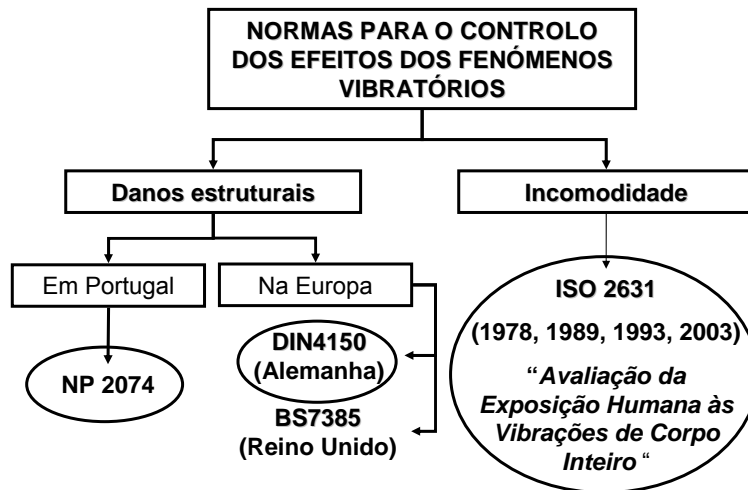 NORMAS PARA O CONTROLO
DOS EFEITOS DOS FENÓMENOS
VIBRATÓRIOS
Danos estruturais
Incomodidade
Em Portugal
Na Europa
NP 2074
DIN4150
(Alemanha)
BS7385
(Reino Unido)
ISO 2631
(1978, 1989, 1993, 2003)
“Avaliação da
Exposição Humana às
Vibrações de Corpo
Inteiro “